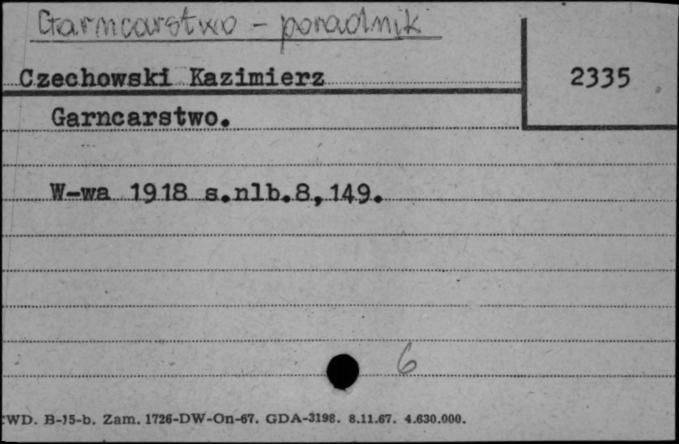 Garncarstwo - poradnik
Czechowski Kazimierz
2335
Garncarstwo.
W-wa 1918 s.nlb.8,149.
6
WD. B-15-b. Zam. 1726-DW-On-67. GDA-3198. 8.11.67. 4.630.000.